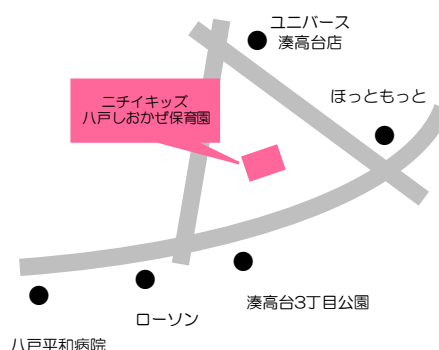 ユニバース
湊高台店
ほっともっと
ニチイキッズ
八戸しおかぜ保育園
湊高台3丁目公園
ローソン
八戸平和病院